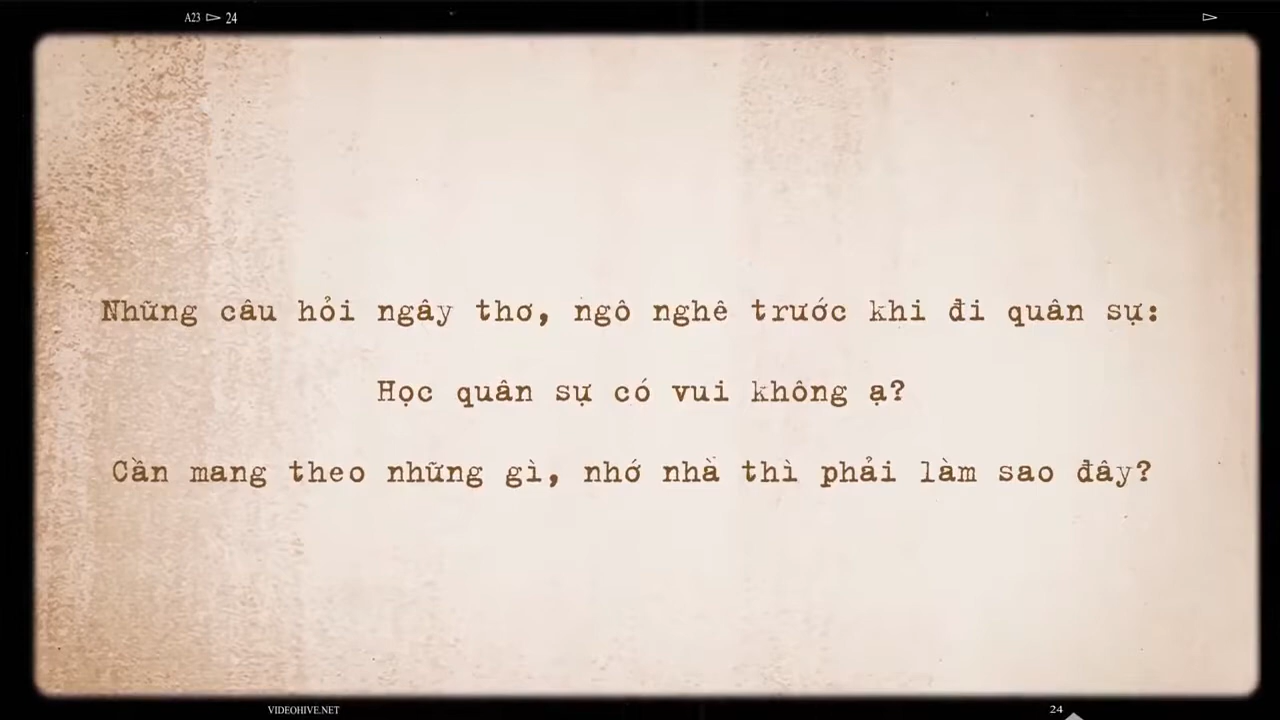 A23 24
Những câu hỏi ngây thơ, ngô nghê trước khi đi quân sự:
Học quân sự có vui không ạ?
Cần mang theo những gì, nhớ nhà thì phải làm sao đây?
VIDEOHIVE.NET 24